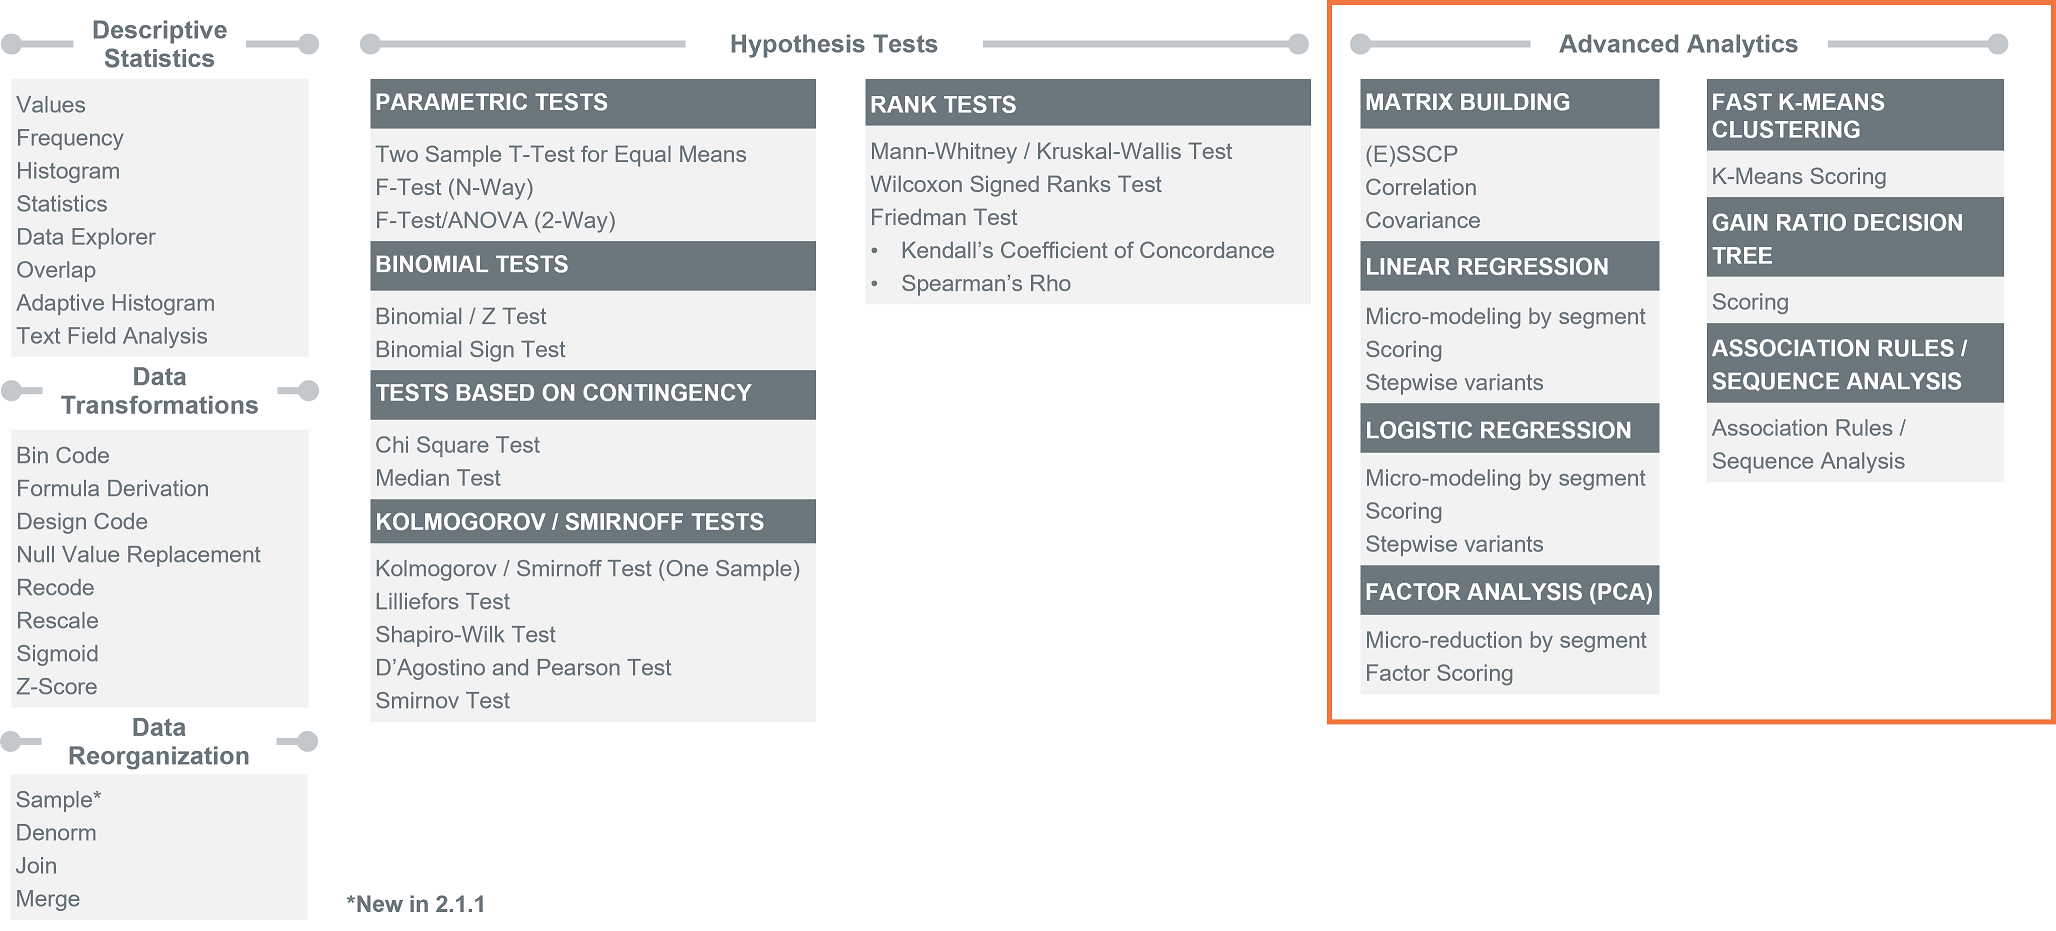 Descriptive
Statistics
Values
Frequency
Histogram
Statistics
Data Explorer
Overlap
Adaptive Histogram
Text Field Analysis
Data
Transformations
Bin Code
Formula Derivation
Design Code
Null Value Replacement
Recode
Rescale
Sigmoid
Z-Score
Data
Reorganization
Sample*
Denorm
Join
Merge
Hypothesis Tests
PARAMETRIC TESTS
Two Sample T-Test for Equal Means
F-Test (N-Way)
F-Test/ANOVA (2-Way)
BINOMIAL TESTS
Binomial / Z Test
Binomial Sign Test
TESTS BASED ON CONTINGENCY
Chi Square Test
Median Test
KOLMOGOROV / SMIRNOFF TESTS
Kolmogorov / Smirnoff Test (One Sample)
Lilliefors Test
Shapiro-Wilk Test
D’Agostino and Pearson Test
Smirnov Test
RANK TESTS
Mann-Whitney / Kruskal-Wallis Test
Wilcoxon Signed Ranks Test
Friedman Test
• Kendall’s Coefficient of Concordance
• Spearman’s Rho
Advanced Analytics
MATRIX BUILDING
(E)SSCP
Correlation
Covariance
LINEAR REGRESSION
Micro-modeling by segment
Scoring
Stepwise variants
LOGISTIC REGRESSION
Micro-modeling by segment
Scoring
Stepwise variants
FACTOR ANALYSIS (PCA)
Micro-reduction by segment
Factor Scoring
FAST K-MEANS
CLUSTERING
K-Means Scoring
GAIN RATIO DECISION
TREE
Scoring
ASSOCIATION RULES /
SEQUENCE ANALYSIS
Association Rules /
Sequence Analysis
*New in 2.1.1